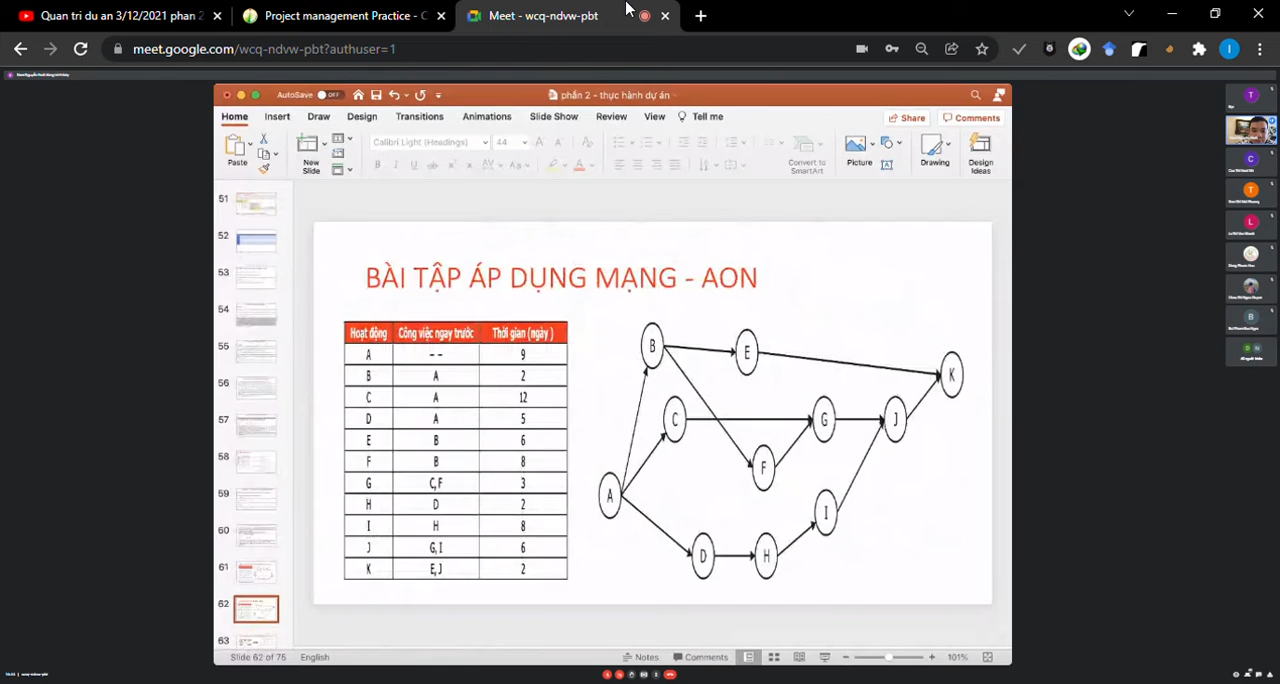 Quan tri du an 3/12/2021 phan 2
Project management Practice - C
Meet - wcq-ndvw-pbt
meet.google.com/wcq-ndvw-pbt?authuser=1
AutoSave OFF
phần 2 - thực hành dự án
Home Insert Draw Design Transitions Animations Slide Show Review View Tell me
Share Comments
Paste
New Slide
Calibri Light (Headings) 44
Convert to SmartArt
Picture
Drawing
Design Ideas
51
52
53
54
55
56
57
58
59
60
61
62
63
BÀI TẬP ÁP DỤNG MẠNG - AON
Hoạt động Công việc ngay trước Thời gian (ngày )
A -- 9
B A 2
C A 12
D A 5
E B 6
F B 8
G C,F 3
H D 2
I H 8
J G,I 6
K E,J 2
B
E
K
C
G
J
F
A
I
D
H
Slide 62 of 75 English
Notes Comments 101%